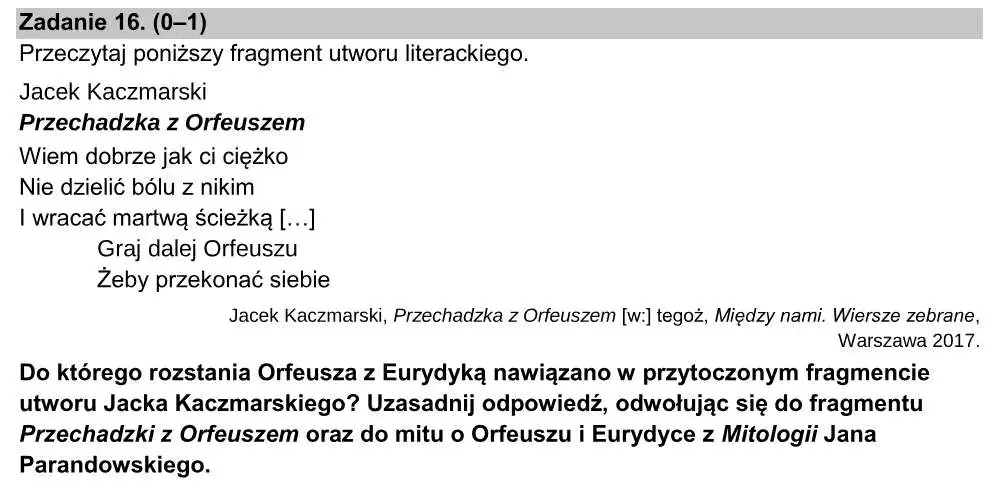 Zadanie 16. (0–1)
Przeczytaj poniższy fragment utworu literackiego.
Jacek Kaczmarski
Przechadzka z Orfeuszem
Wiem dobrze jak ci ciężko
Nie dzielić bólu z nikim
I wracać martwą ścieżką […]
Graj dalej Orfeuszu
Żeby przekonać siebie
Jacek Kaczmarski, Przechadzka z Orfeuszem [w:] tegoż, Między nami. Wiersze zebrane,
Warszawa 2017.
Do którego rozstania Orfeusza z Eurydyką nawiązano w przytoczonym fragmencie
utworu Jacka Kaczmarskiego? Uzasadnij odpowiedź, odwołując się do fragmentu
Przechadzki z Orfeuszem oraz do mitu o Orfeuszu i Eurydyce z Mitologii Jana
Parandowskiego.